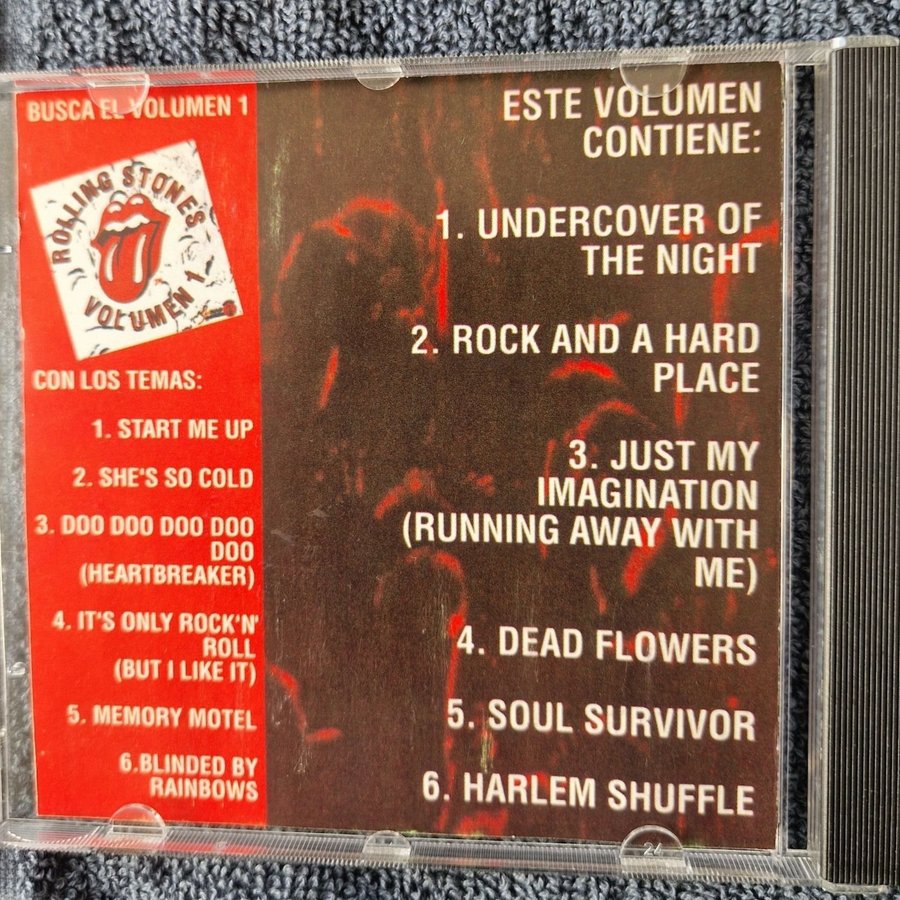 BUSCA EL VOLUMEN 1
ROLLING STONES
VOLUMEN 1
CON LOS TEMAS:
1. START ME UP
2. SHE'S SO COLD
3. DOO DOO DOO DOO
DOO
(HEARTBREAKER)
4. IT'S ONLY ROCK'N'
ROLL
(BUT I LIKE IT)
5. MEMORY MOTEL
6.BLINDED BY
RAINBOWS
ESTE VOLUMEN
CONTIENE:
1. UNDERCOVER OF
THE NIGHT
2. ROCK AND A HARD
PLACE
3. JUST MY
IMAGINATION
(RUNNING AWAY WITH
ME)
4. DEAD FLOWERS
5. SOUL SURVIVOR
6. HARLEM SHUFFLE